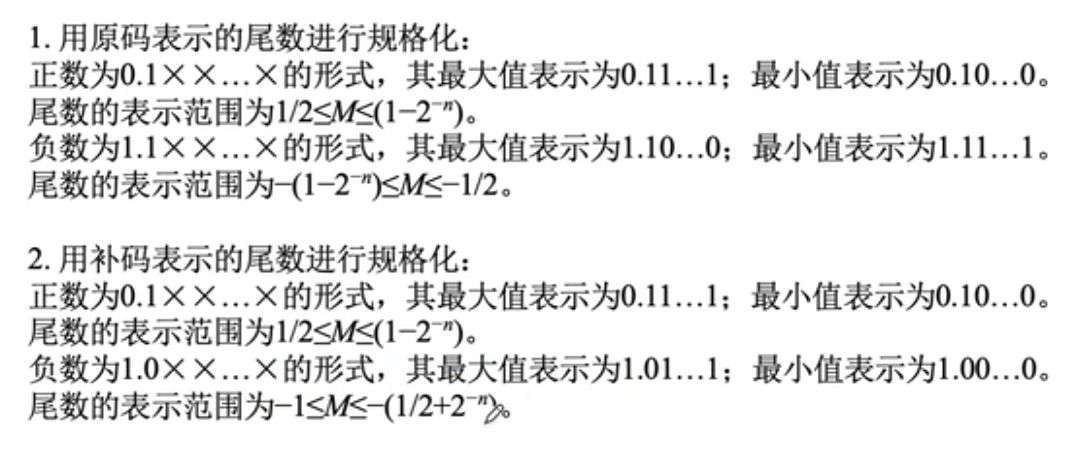 1. 用原码表示的尾数进行规格化：
正数为0.1××…×的形式，其最大值表示为0.11…1；最小值表示为0.10…0。
尾数的表示范围为1/2≤M≤(1−2⁻ⁿ)。
负数为1.1××…×的形式，其最大值表示为1.10…0；最小值表示为1.11…1。
尾数的表示范围为−(1−2⁻ⁿ)≤M≤−1/2。
2. 用补码表示的尾数进行规格化：
正数为0.1××…×的形式，其最大值表示为0.11…1；最小值表示为0.10…0。
尾数的表示范围为1/2≤M≤(1−2⁻ⁿ)。
负数为1.0××…×的形式，其最大值表示为1.01…1；最小值表示为1.00…0。
尾数的表示范围为−1≤M≤−(1/2+2⁻ⁿ)。